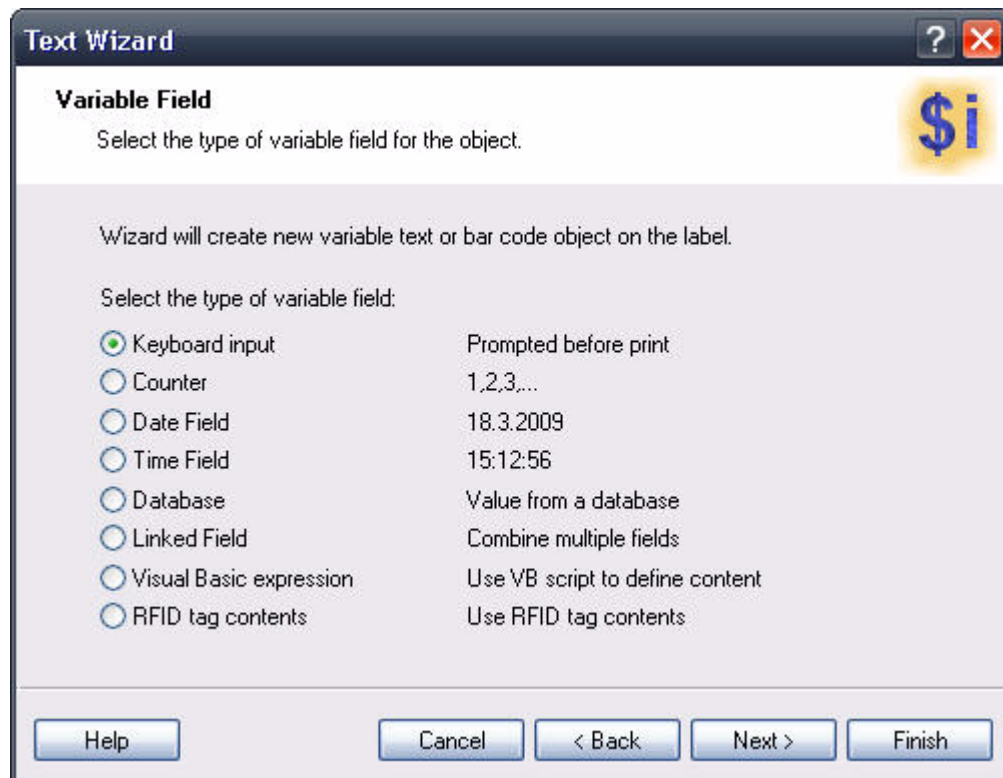 Text Wizard
?
Variable Field
Select the type of variable field for the object.
$i
Wizard will create new variable text or bar code object on the label.
Select the type of variable field:
Keyboard input Prompted before print
Counter 1,2,3,...
Date Field 18.3.2009
Time Field 15:12:56
Database Value from a database
Linked Field Combine multiple fields
Visual Basic expression Use VB script to define content
RFID tag contents Use RFID tag contents
Help Cancel < Back Next > Finish